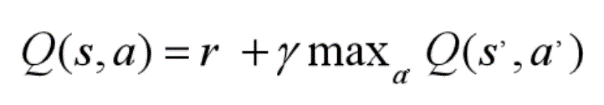 Q(s,a) = r + γ max_a' Q(s',a')